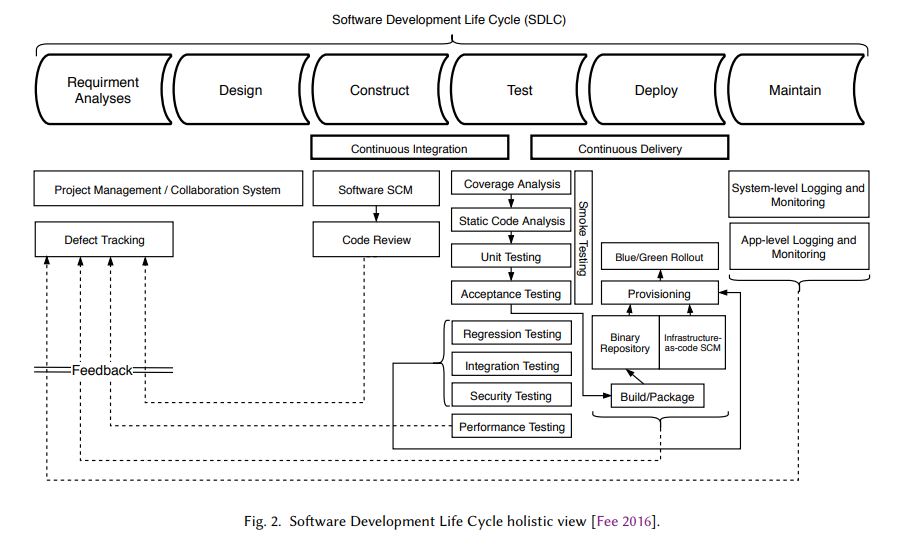 Software Development Life Cycle (SDLC)
Requirment
Analyses
Design
Construct
Test
Deploy
Maintain
Continuous Integration
Continuous Delivery
Project Management / Collaboration System
Software SCM
Coverage Analysis
Smoke Testing
System-level Logging and
Monitoring
Defect Tracking
Code Review
Static Code Analysis
App-level Logging and
Monitoring
Unit Testing
Blue/Green Rollout
Acceptance Testing
Provisioning
Regression Testing
Binary
Repository
Infrastructure-
as-code SCM
Integration Testing
Feedback
Security Testing
Build/Package
Performance Testing
Fig. 2. Software Development Life Cycle holistic view [Fee 2016].